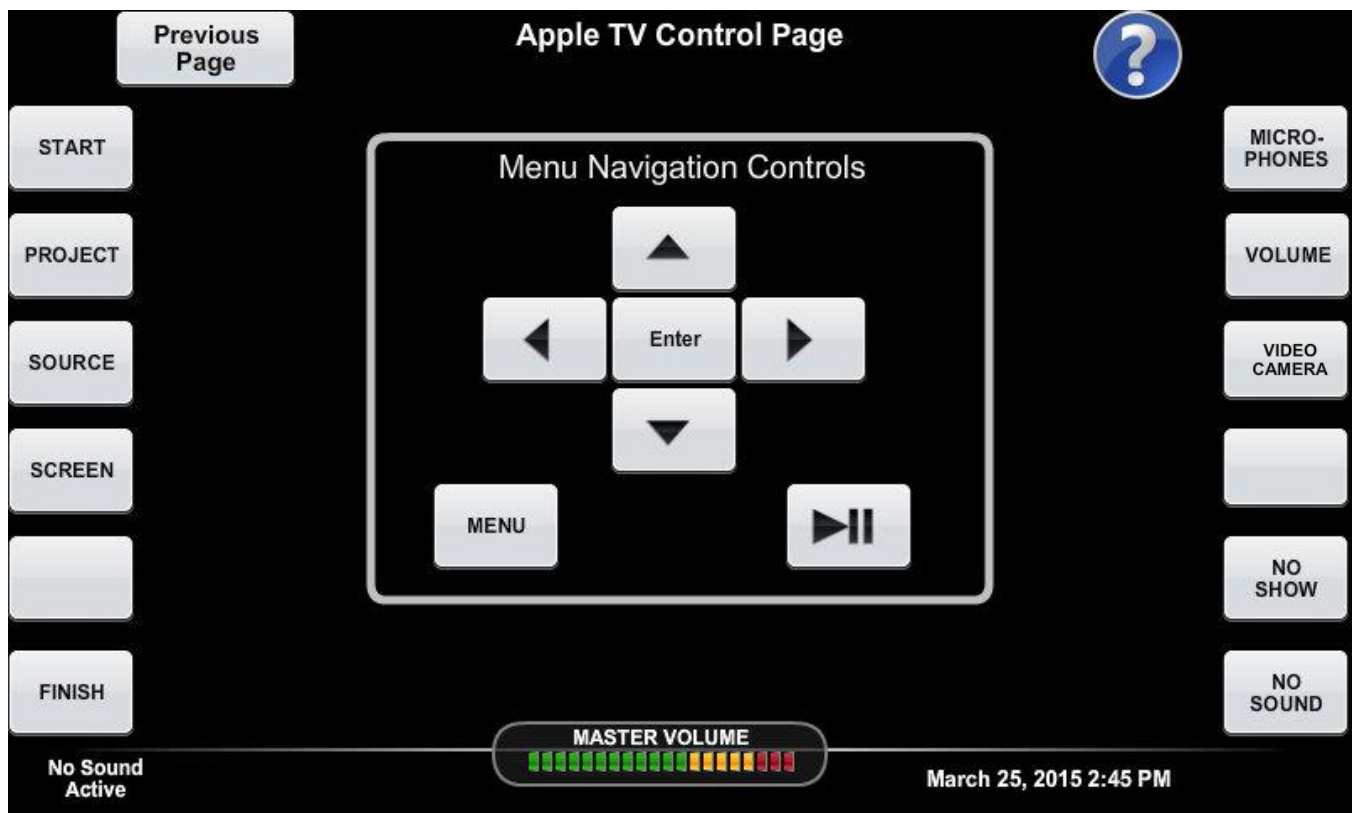 Previous
Page
Apple TV Control Page
?
START
MICRO-
PHONES
Menu Navigation Controls
PROJECT
VOLUME
Enter
SOURCE
VIDEO
CAMERA
SCREEN
MENU
NO
SHOW
FINISH
NO
SOUND
MASTER VOLUME
No Sound
Active
March 25, 2015 2:45 PM